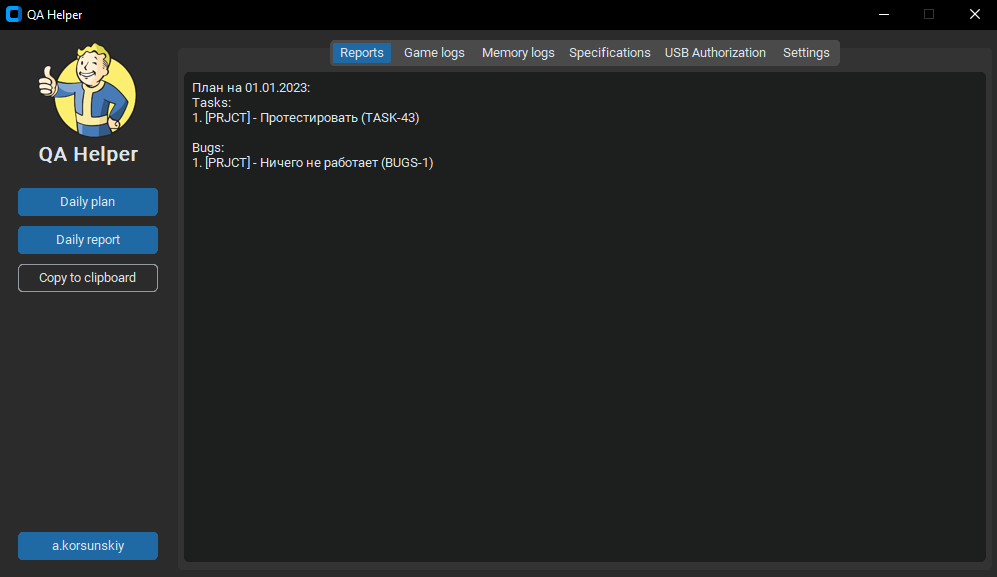 QA Helper
Reports Game logs Memory logs Specifications USB Authorization Settings
QA Helper
Daily plan
Daily report
Copy to clipboard
a.korsunskiy
План на 01.01.2023:
Tasks:
1. [PRJCT] - Протестировать (TASK-43)
Bugs:
1. [PRJCT] - Ничего не работает (BUGS-1)